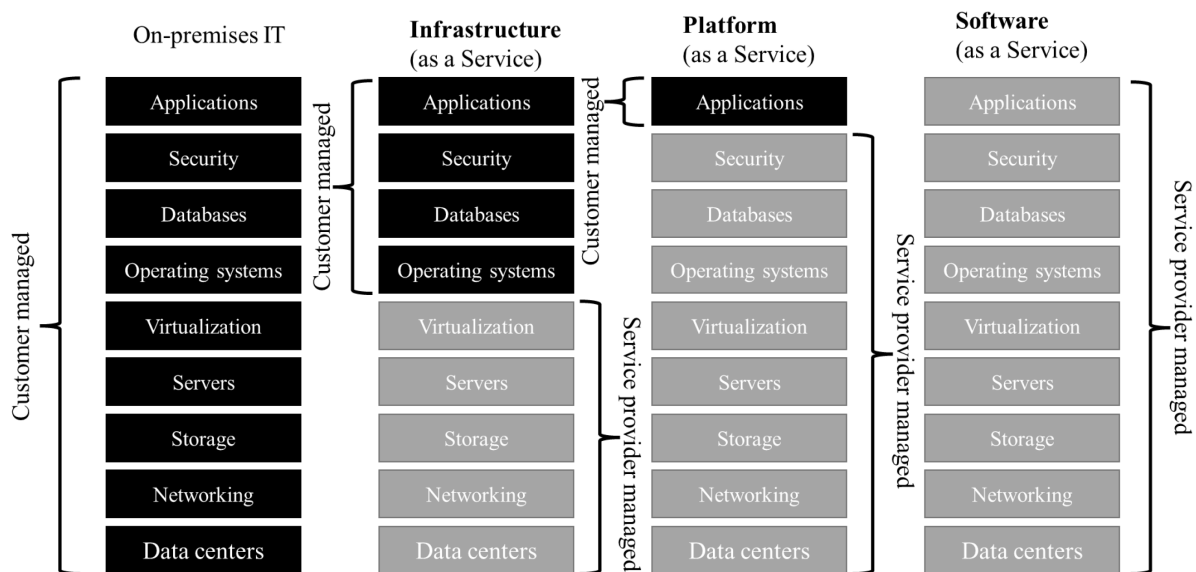 On-premises IT
Infrastructure
(as a Service)
Platform
(as a Service)
Software
(as a Service)
Customer managed
Applications
Security
Databases
Operating systems
Virtualization
Servers
Storage
Networking
Data centers
Customer managed
Applications
Security
Databases
Operating systems
Virtualization
Servers
Storage
Networking
Data centers
Service provider managed
Customer managed
Applications
Security
Databases
Operating systems
Virtualization
Servers
Storage
Networking
Data centers
Service provider managed
Applications
Security
Databases
Operating systems
Virtualization
Servers
Storage
Networking
Data centers
Service provider managed